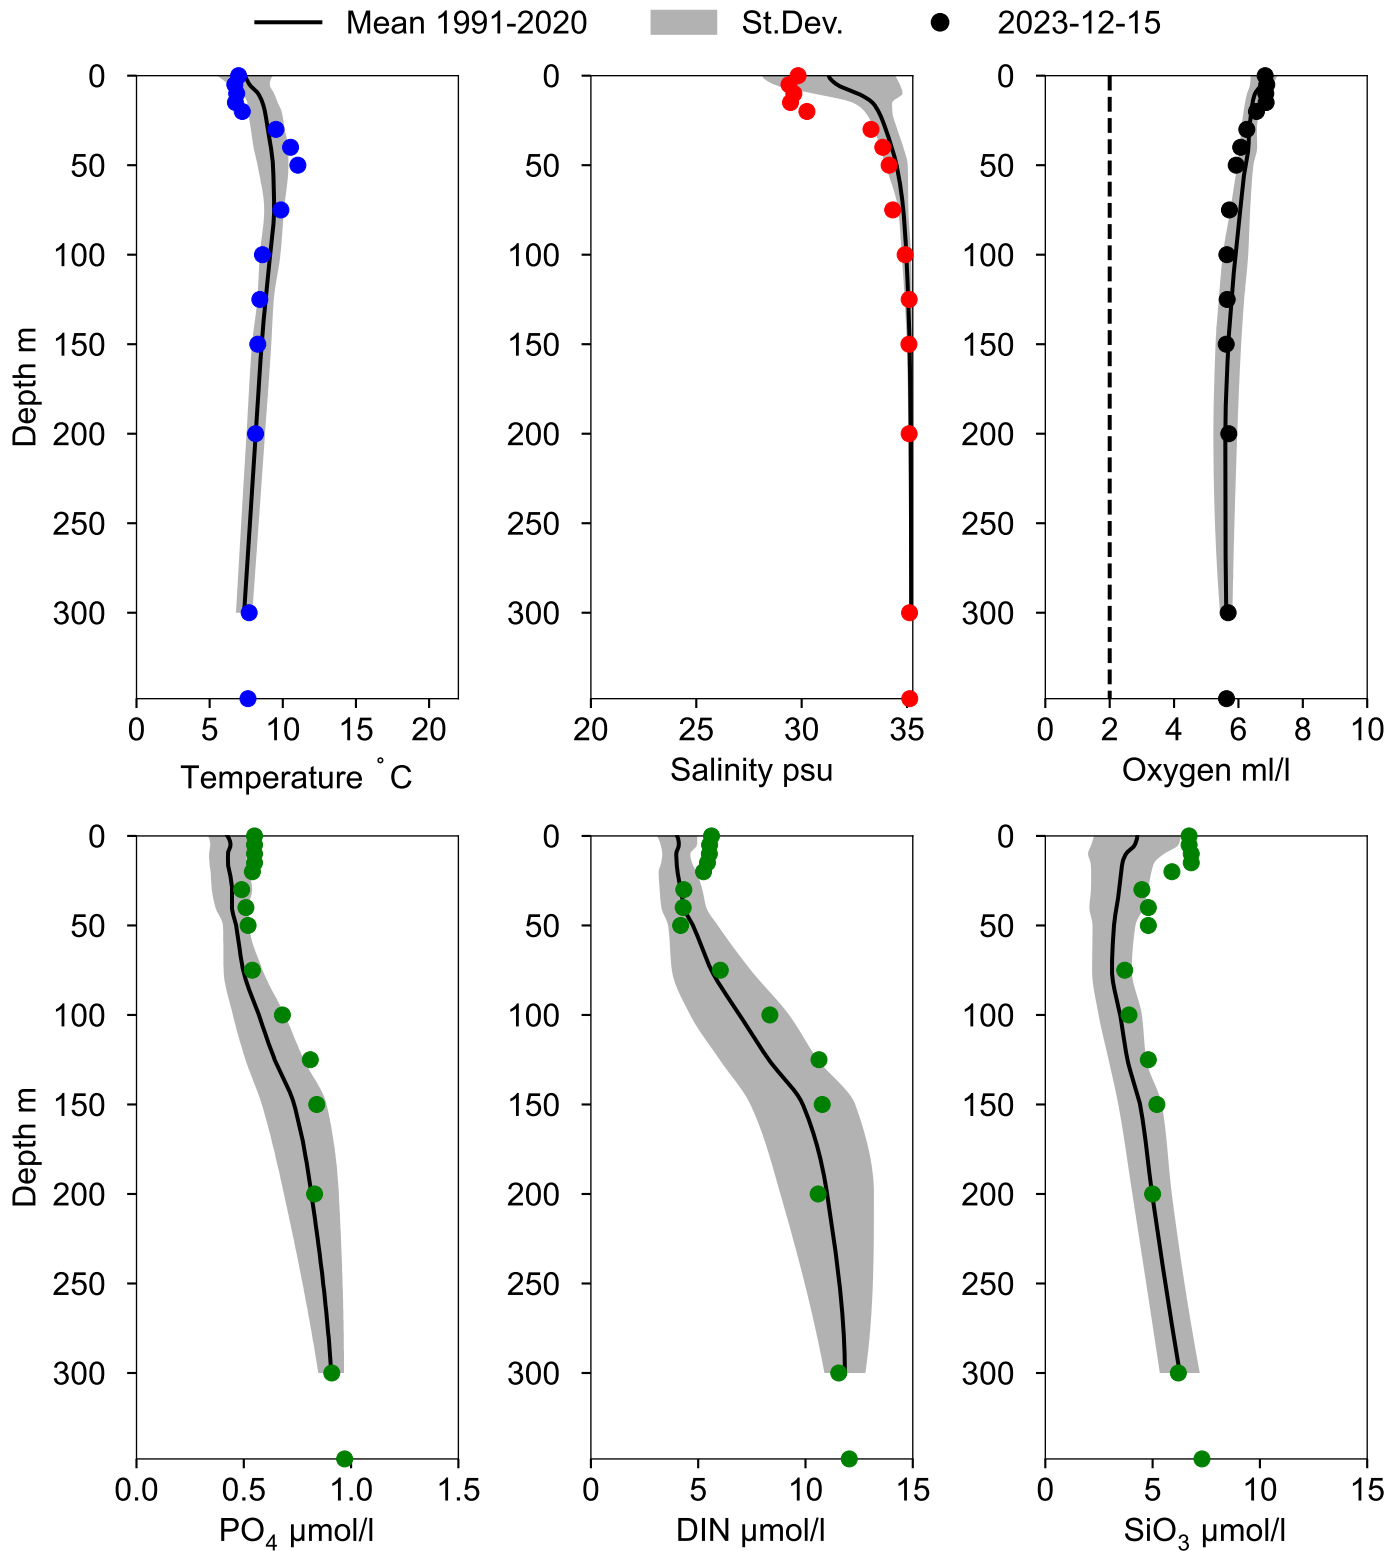 Mean 1991-2020 St.Dev. 2023-12-15
0 0 0
50 50 50
100 100 100
150 150 150
200 200 200
250 250 250
300 300 300
Depth m
0 5 10 15 20 20 25 30 35 0 2 4 6 8 10
Temperature °C Salinity psu Oxygen ml/l
0 0 0
50 50 50
100 100 100
150 150 150
200 200 200
250 250 250
300 300 300
Depth m
0.0 0.5 1.0 1.5 0 5 10 15 0 5 10 15
PO₄ µmol/l DIN µmol/l SiO₃ µmol/l